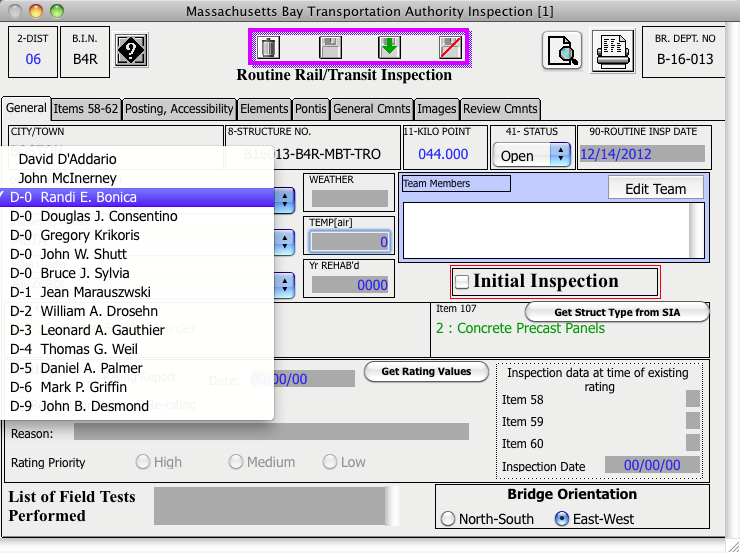 Massachusetts Bay Transportation Authority Inspection [1]
2-DIST
06
B.I.N.
B4R
?
BR. DEPT. NO
B-16-013
Routine Rail/Transit Inspection
General
Items 58-62
Posting, Accessibility
Elements
Pontis
General Cmnts
Images
Review Cmnts
CITY/TOWN
8-STRUCTURE NO.
B16013-B4R-MBT-TRO
11-KILO POINT
044.000
41- STATUS
Open
90-ROUTINE INSP DATE
12/14/2012
David D'Addario
John McInerney
✓ D-0 Randi E. Bonica
D-0 Douglas J. Consentino
D-0 Gregory Krikoris
D-0 John W. Shutt
D-0 Bruce J. Sylvia
D-1 Jean Marauszwski
D-2 William A. Drosehn
D-3 Leonard A. Gauthier
D-4 Thomas G. Weil
D-5 Daniel A. Palmer
D-6 Mark P. Griffin
D-9 John B. Desmond
WEATHER
TEMP[air]
0
Yr REHAB'd
0000
Team Members
Edit Team
Initial Inspection
Item 107
Get Struct Type from SIA
2 : Concrete Precast Panels
Report
Date:
00/00/00
Get Rating Values
Inspection data at time of existing
rating
Item 58
Item 59
Item 60
Inspection Date
00/00/00
Reason:
Rating Priority
High
Medium
Low
List of Field Tests
Performed
Bridge Orientation
North-South
East-West